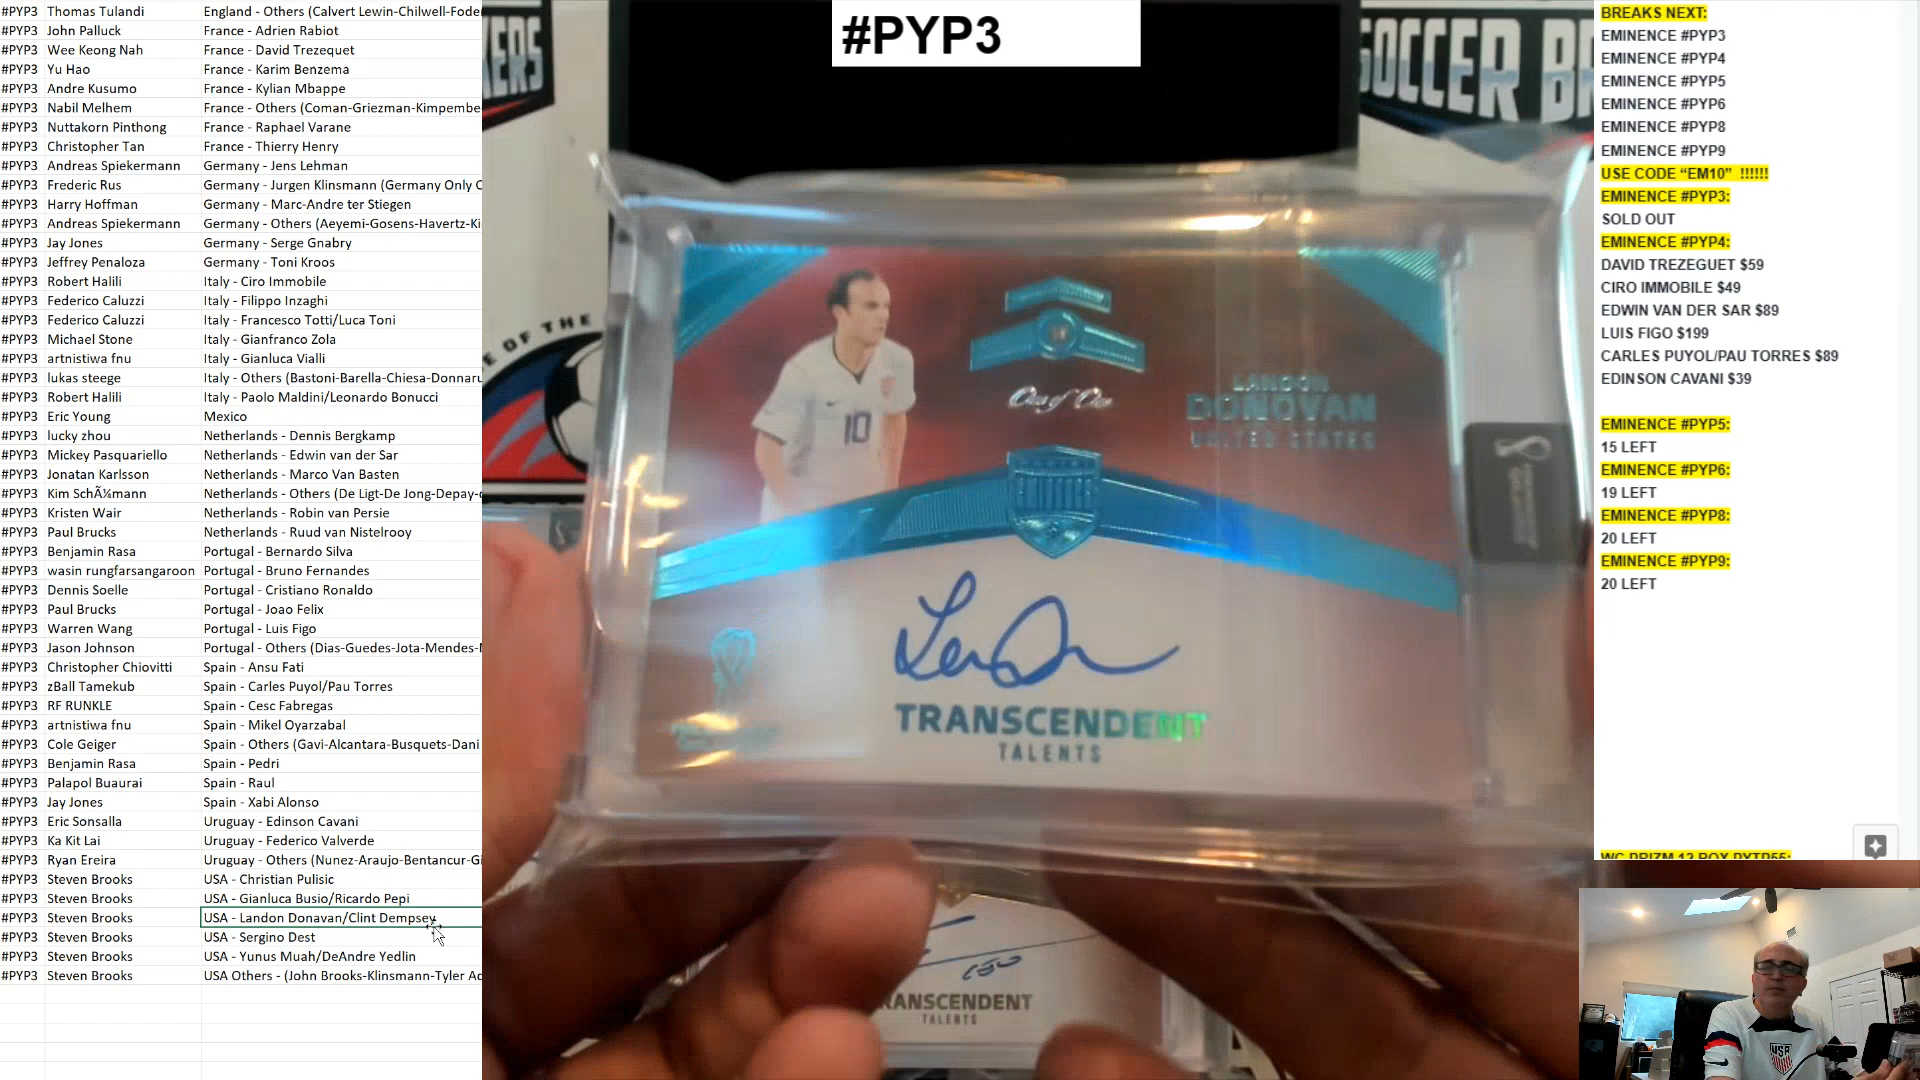 #PYP3 Thomas Tulandi England - Others (Calvert Lewin-Chilwell-Fode
#PYP3 John Palluck France - Adrien Rabiot
#PYP3 Wee Keong Nah France - David Trezequet
#PYP3 Yu Hao France - Karim Benzema
#PYP3 Andre Kusumo France - Kylian Mbappe
#PYP3 Nabil Melhem France - Others (Coman-Griezman-Kimpembe
#PYP3 Nuttakorn Pinthong France - Raphael Varane
#PYP3 Christopher Tan France - Thierry Henry
#PYP3 Andreas Spiekermann Germany - Jens Lehman
#PYP3 Frederic Rus Germany - Jurgen Klinsmann (Germany Only C
#PYP3 Harry Hoffman Germany - Marc-Andre ter Stiegen
#PYP3 Andreas Spiekermann Germany - Others (Aeyemi-Gosens-Havertz-Ki
#PYP3 Jay Jones Germany - Serge Gnabry
#PYP3 Jeffrey Penaloza Germany - Toni Kroos
#PYP3 Robert Halili Italy - Ciro Immobile
#PYP3 Federico Caluzzi Italy - Filippo Inzaghi
#PYP3 Federico Caluzzi Italy - Francesco Totti/Luca Toni
#PYP3 Michael Stone Italy - Gianfranco Zola
#PYP3 artnistiwa fnu Italy - Gianluca Vialli
#PYP3 lukas steege Italy - Others (Bastoni-Barella-Chiesa-Donnaru
#PYP3 Robert Halili Italy - Paolo Maldini/Leonardo Bonucci
#PYP3 Eric Young Mexico
#PYP3 lucky zhou Netherlands - Dennis Bergkamp
#PYP3 Mickey Pasquariello Netherlands - Edwin van der Sar
#PYP3 Jonatan Karlsson Netherlands - Marco Van Basten
#PYP3 Kim SchÃ¼mann Netherlands - Others (De Ligt-De Jong-Depay-
#PYP3 Kristen Wair Netherlands - Robin van Persie
#PYP3 Paul Brucks Netherlands - Ruud van Nistelrooy
#PYP3 Benjamin Rasa Portugal - Bernardo Silva
#PYP3 wasin rungfarsangaroon Portugal - Bruno Fernandes
#PYP3 Dennis Soelle Portugal - Cristiano Ronaldo
#PYP3 Paul Brucks Portugal - Joao Felix
#PYP3 Warren Wang Portugal - Luis Figo
#PYP3 Jason Johnson Portugal - Others (Dias-Guedes-Jota-Mendes-
#PYP3 Christopher Chiovitti Spain - Ansu Fati
#PYP3 zBall Tamekub Spain - Carles Puyol/Pau Torres
#PYP3 RF RUNKLE Spain - Cesc Fabregas
#PYP3 artnistiwa fnu Spain - Mikel Oyarzabal
#PYP3 Cole Geiger Spain - Others (Gavi-Alcantara-Busquets-Dani
#PYP3 Benjamin Rasa Spain - Pedri
#PYP3 Palapol Buaurai Spain - Raul
#PYP3 Jay Jones Spain - Xabi Alonso
#PYP3 Eric Sonsalla Uruguay - Edinson Cavani
#PYP3 Ka Kit Lai Uruguay - Federico Valverde
#PYP3 Ryan Ereira Uruguay - Others (Nunez-Araujo-Bentancur-Gi
#PYP3 Steven Brooks USA - Christian Pulisic
#PYP3 Steven Brooks USA - Gianluca Busio/Ricardo Pepi
#PYP3 Steven Brooks USA - Landon Donavan/Clint Dempsey
#PYP3 Steven Brooks USA - Sergino Dest
#PYP3 Steven Brooks USA - Yunus Muah/DeAndre Yedlin
#PYP3 Steven Brooks USA Others - (John Brooks-Klinsmann-Tyler Ad
#PYP3
KERS
SOCCER BR
E OF THE
10
One of One
LANDON
DONOVAN
UNITED STATES
TRANSCENDENT
TALENTS
TRANSCENDENT
TALENTS
BREAKS NEXT:
EMINENCE #PYP3
EMINENCE #PYP4
EMINENCE #PYP5
EMINENCE #PYP6
EMINENCE #PYP8
EMINENCE #PYP9
USE CODE “EM10” !!!!!!
EMINENCE #PYP3:
SOLD OUT
EMINENCE #PYP4:
DAVID TREZEGUET $59
CIRO IMMOBILE $49
EDWIN VAN DER SAR $89
LUIS FIGO $199
CARLES PUYOL/PAU TORRES $89
EDINSON CAVANI $39
EMINENCE #PYP5:
15 LEFT
EMINENCE #PYP6:
19 LEFT
EMINENCE #PYP8:
20 LEFT
EMINENCE #PYP9:
20 LEFT
WC PRIZM 12 BOX PYTP55:
USA